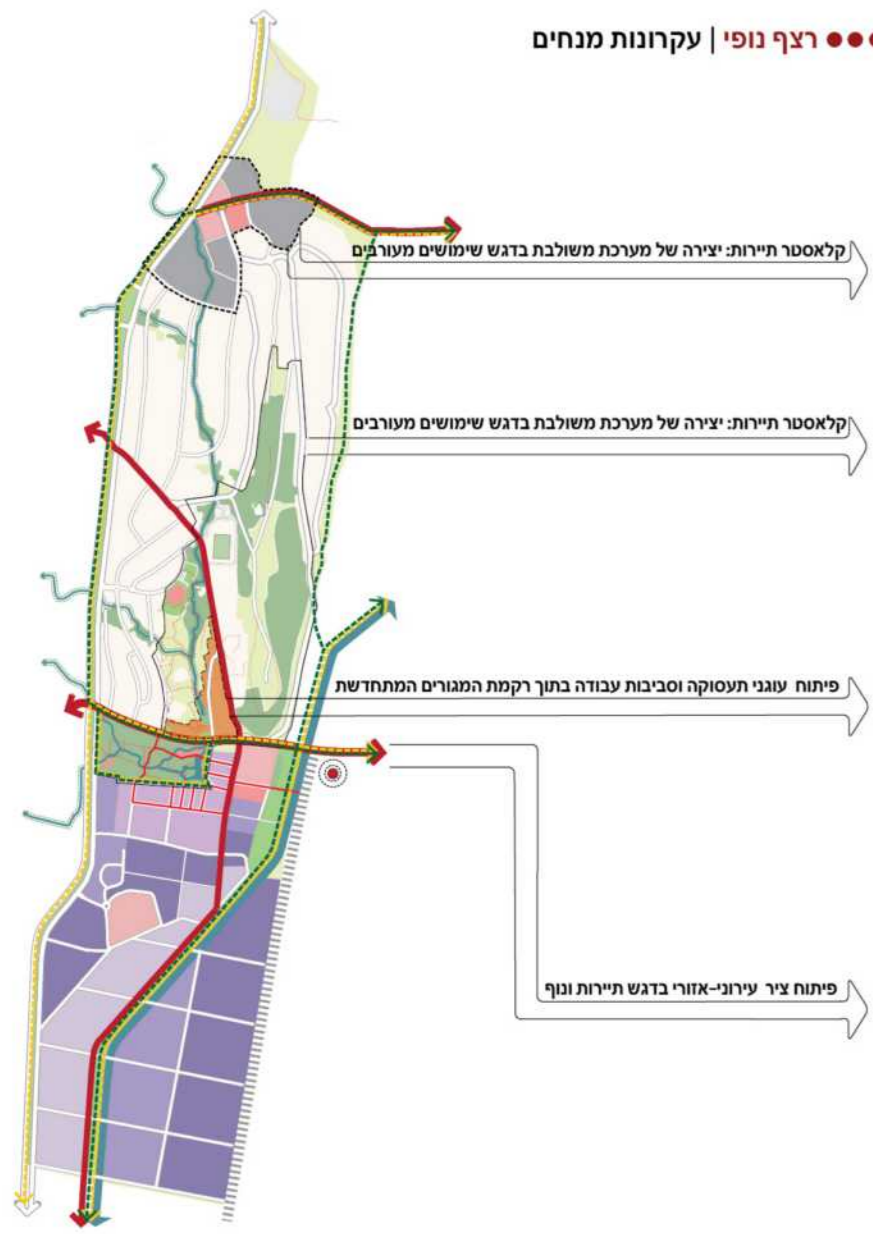 רצף נופי | עקרונות מנחים
קלאסטר תיירות: יצירה של מערכת משולבת בדגש שימושים מעורבים
קלאסטר תיירות: יצירה של מערכת משולבת בדגש שימושים מעורבים
פיתוח עוגני תעסוקה וסביבות עבודה בתוך רקמת המגורים המתחדשת
פיתוח ציר עירוני-אזורי בדגש תיירות ונוף